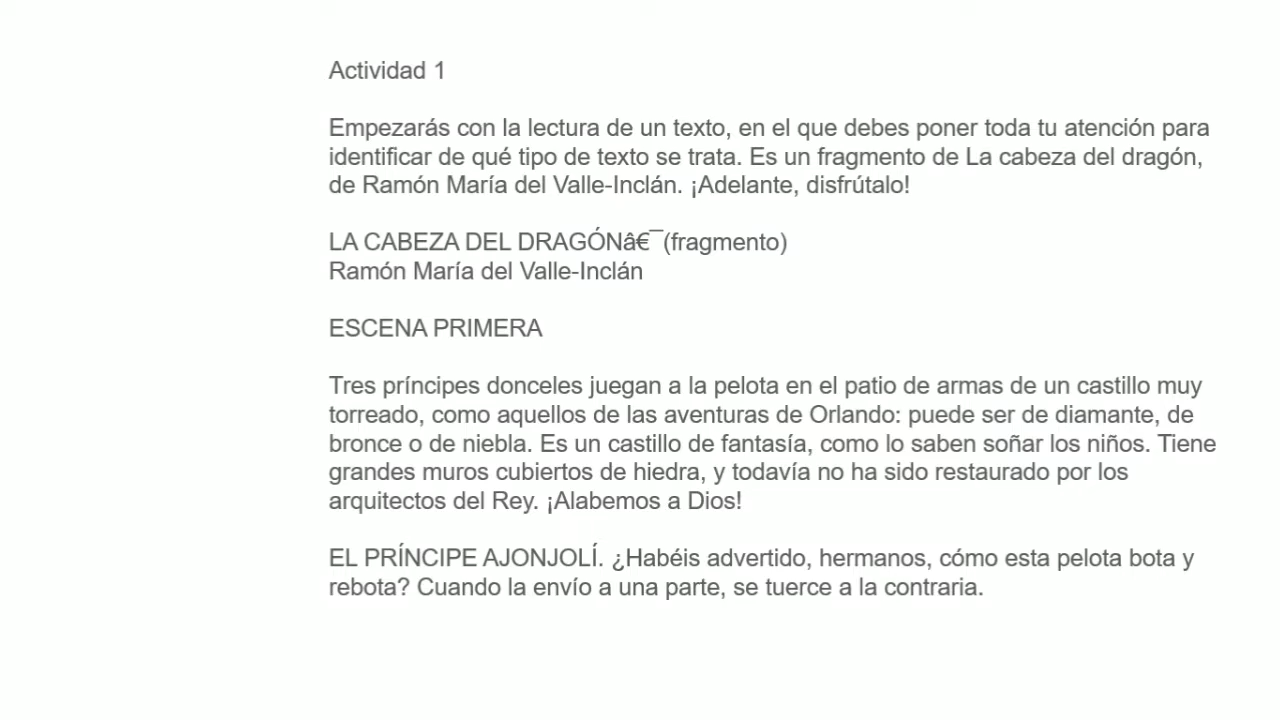 Actividad 1
Empezarás con la lectura de un texto, en el que debes poner toda tu atención para
identificar de qué tipo de texto se trata. Es un fragmento de La cabeza del dragón,
de Ramón María del Valle-Inclán. ¡Adelante, disfrútalo!
LA CABEZA DEL DRAGÓNâ€¯(fragmento)
Ramón María del Valle-Inclán
ESCENA PRIMERA
Tres príncipes donceles juegan a la pelota en el patio de armas de un castillo muy
torreado, como aquellos de las aventuras de Orlando: puede ser de diamante, de
bronce o de niebla. Es un castillo de fantasía, como lo saben soñar los niños. Tiene
grandes muros cubiertos de hiedra, y todavía no ha sido restaurado por los
arquitectos del Rey. ¡Alabemos a Dios!
EL PRÍNCIPE AJONJOLÍ. ¿Habéis advertido, hermanos, cómo esta pelota bota y
rebota? Cuando la envío a una parte, se tuerce a la contraria.